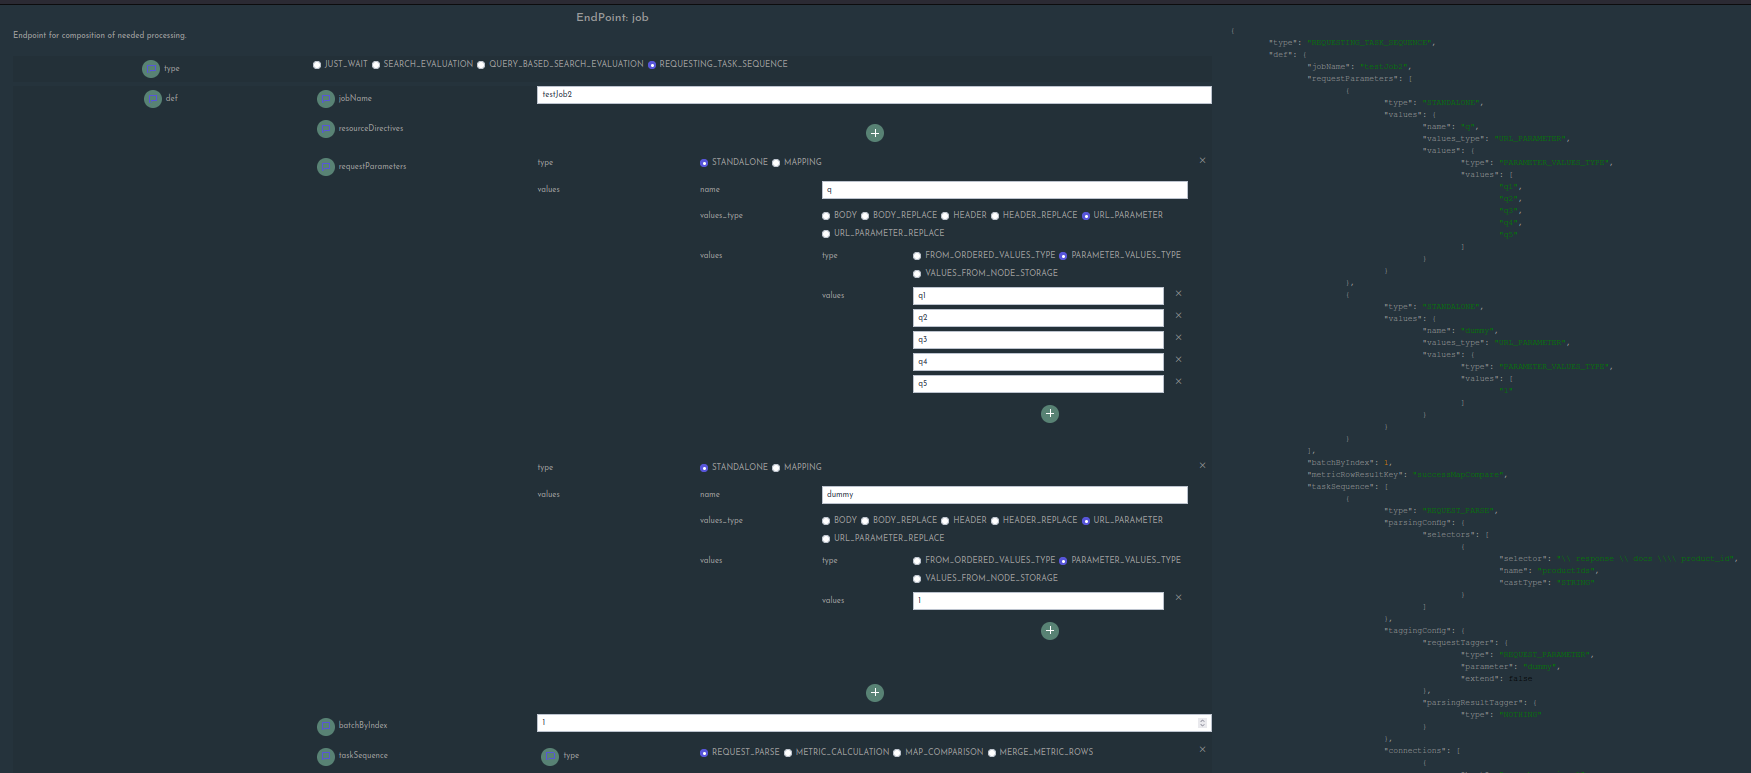 EndPoint: job
Endpoint for composition of needed processing.
type
JUST_WAIT SEARCH_EVALUATION QUERY_BASED_SEARCH_EVALUATION REQUESTING_TASK_SEQUENCE
def
jobName
testJob2
resourceDirectives
+
requestParameters
type
STANDALONE MAPPING
×
values
name
q
values_type
BODY BODY_REPLACE HEADER HEADER_REPLACE URL_PARAMETER
URL_PARAMETER_REPLACE
values
type
FROM_ORDERED_VALUES_TYPE PARAMETER_VALUES_TYPE
VALUES_FROM_NODE_STORAGE
values
q1 ×
q2 ×
q3 ×
q4 ×
q5 ×
+
type
STANDALONE MAPPING
×
values
name
dummy
values_type
BODY BODY_REPLACE HEADER HEADER_REPLACE URL_PARAMETER
URL_PARAMETER_REPLACE
values
type
FROM_ORDERED_VALUES_TYPE PARAMETER_VALUES_TYPE
VALUES_FROM_NODE_STORAGE
values
1 ×
+
+
batchByIndex
1
taskSequence
type
REQUEST_PARSE METRIC_CALCULATION MAP_COMPARISON MERGE_METRIC_ROWS
×
{
"type": "REQUESTING_TASK_SEQUENCE",
"def": {
"jobName": "testJob2",
"requestParameters": [
{
"type": "STANDALONE",
"values": {
"name": "q",
"values_type": "URL_PARAMETER",
"values": {
"type": "PARAMETER_VALUES_TYPE",
"values": [
"q1",
"q2",
"q3",
"q4",
"q5"
]
}
}
},
{
"type": "STANDALONE",
"values": {
"name": "dummy",
"values_type": "URL_PARAMETER",
"values": {
"type": "PARAMETER_VALUES_TYPE",
"values": [
"1"
]
}
}
}
],
"batchByIndex": 1,
"metricRowResultKey": "successMapCompare",
"taskSequence": [
{
"type": "REQUEST_PARSE",
"parsingConfig": {
"selectors": [
{
"selector": "\\ response \\ docs \\\\ product_id",
"name": "productIds",
"castType": "STRING"
}
]
},
"taggingConfig": {
"requestTagger": {
"type": "REQUEST_PARAMETER",
"parameter": "dummy",
"extend": false
},
"parsingResultTagger": {
"type": "NOTHING"
}
},
"connections": [
{